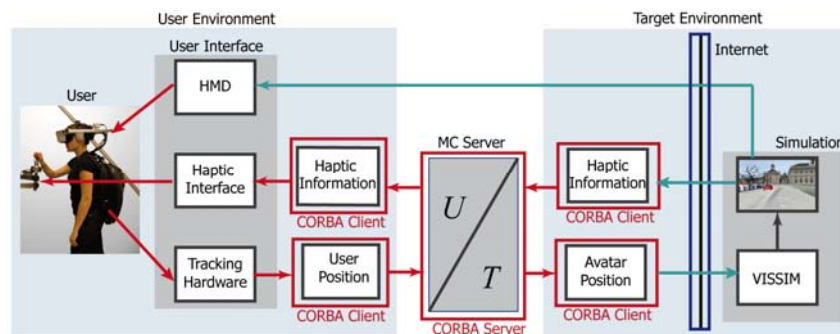 User Environment
Target Environment
User Interface
Internet
User
HMD
MC Server
Simulation
Haptic
Interface
Haptic
Information
Haptic
Information
CORBA Client
CORBA Client
U
T
Tracking
Hardware
User
Position
Avatar
Position
VISSIM
CORBA Client
CORBA Server
CORBA Client